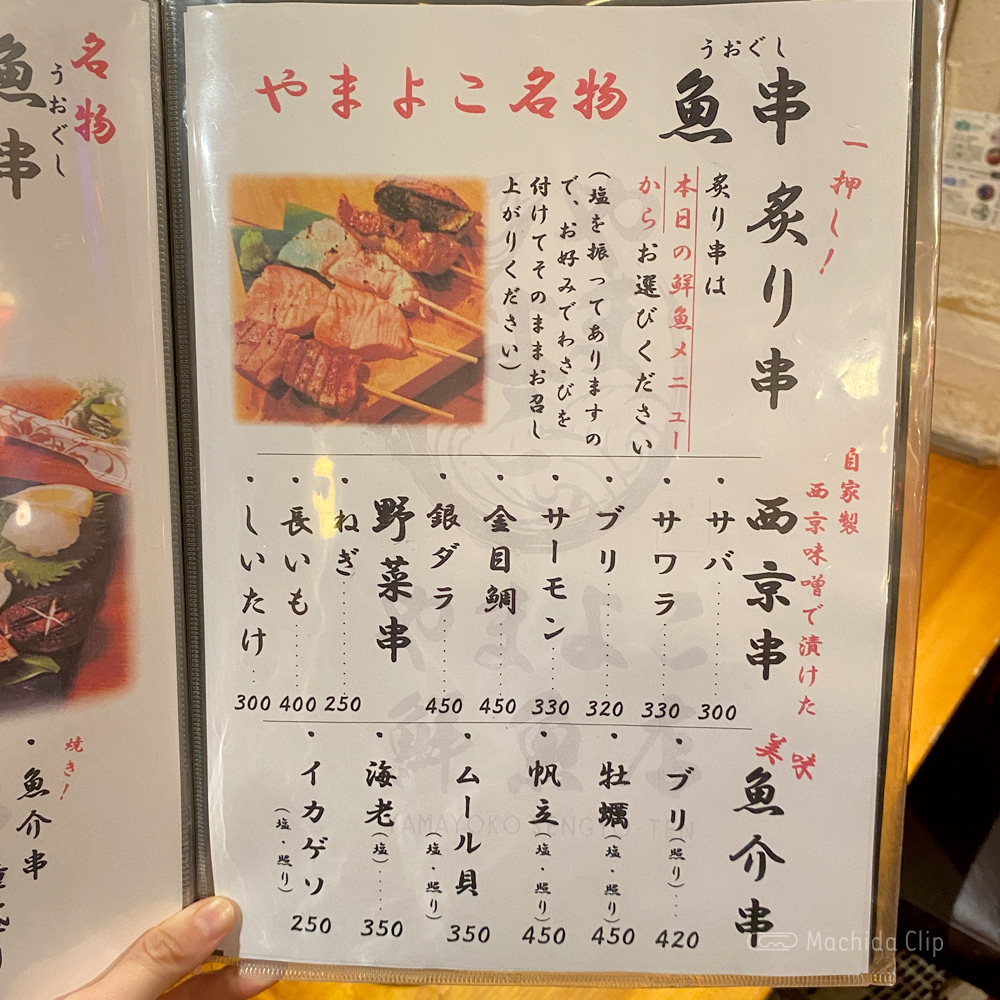 うおぐし
魚串
やまよこ名物
一押し！
炙り串
炙り串は
本日の鮮魚メニュー
からお選びください
(塩を振ってありますの
で、お好みでわさびを
付けてそのままお召し
上がりください)
自家製
西京味噌で漬けた
西京串
・サバ 300
・サワラ 330
・ブリ 320
・サーモン 330
・金目鯛 450
・銀ダラ 450
野菜串
・ねぎ 250
・長いも 400
・しいたけ 300
美味
魚介串
・ブリ(照り) 420
・牡蠣(塩・照り) 450
・帆立(塩・照り) 450
・ムール貝(塩・照り) 350
・海老(塩) 350
・イカゲソ(塩・照り) 250
やまよこ
鮮魚店
名物
うおぐし
魚串
焼き！
・魚介串
Machida Clip